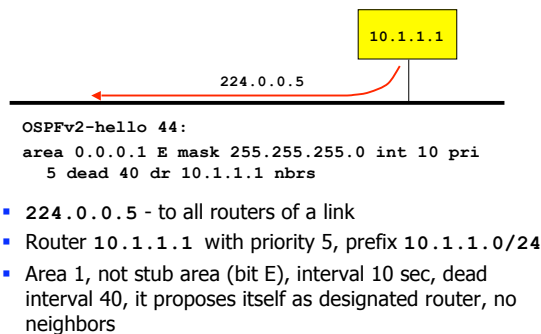 10.1.1.1
224.0.0.5
OSPFv2-hello 44:
area 0.0.0.1 E mask 255.255.255.0 int 10 pri
5 dead 40 dr 10.1.1.1 nbrs
▪ 224.0.0.5 - to all routers of a link
▪ Router 10.1.1.1 with priority 5, prefix 10.1.1.0/24
▪ Area 1, not stub area (bit E), interval 10 sec, dead
interval 40, it proposes itself as designated router, no
neighbors